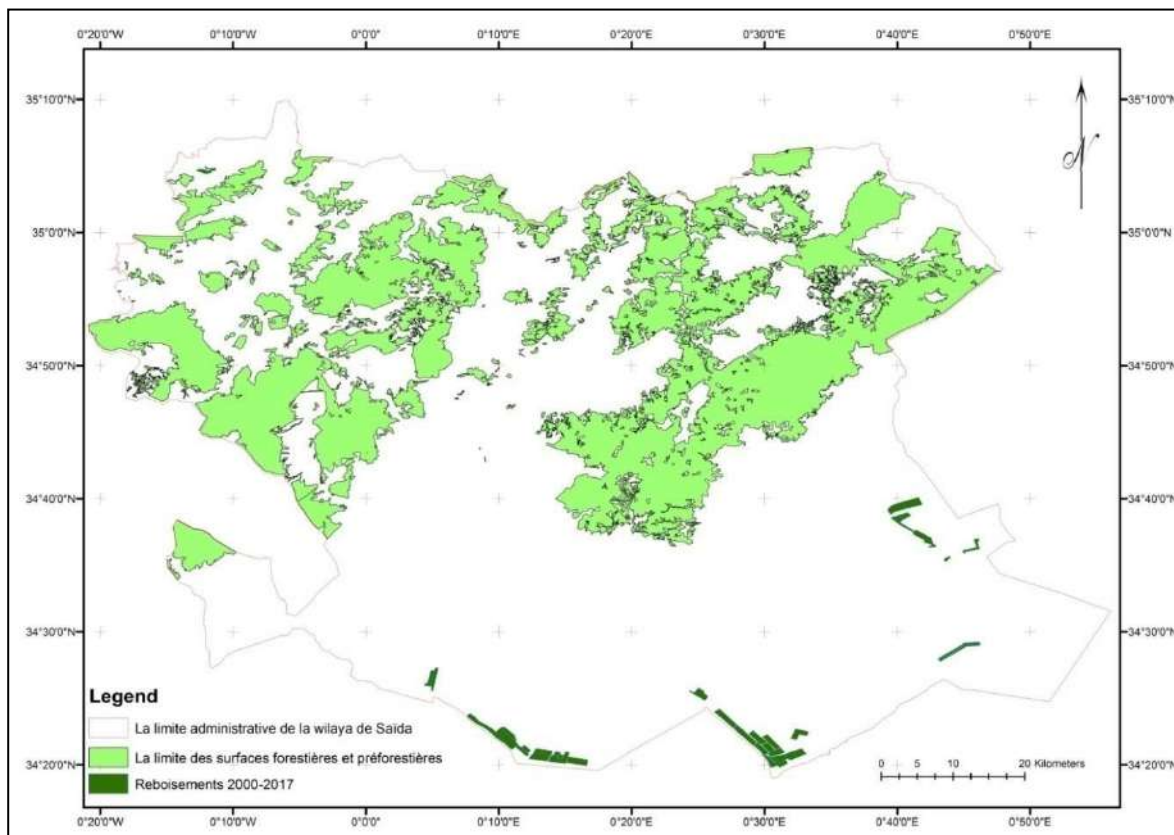 0°20'0"W 0°10'0"W 0°0'0" 0°10'0"E 0°20'0"E 0°30'0"E 0°40'0"E 0°50'0"E
35°10'0"N 35°10'0"N
N
35°0'0"N 35°0'0"N
34°50'0"N 34°50'0"N
34°40'0"N 34°40'0"N
34°30'0"N 34°30'0"N
Legend
La limite administrative de la wilaya de Saïda
La limite des surfaces forestières et préforestières
Reboisements 2000-2017
34°20'0"N 34°20'0"N
0 5 10 20 Kilometers
0°20'0"W 0°10'0"W 0°0'0" 0°10'0"E 0°20'0"E 0°30'0"E 0°40'0"E 0°50'0"E